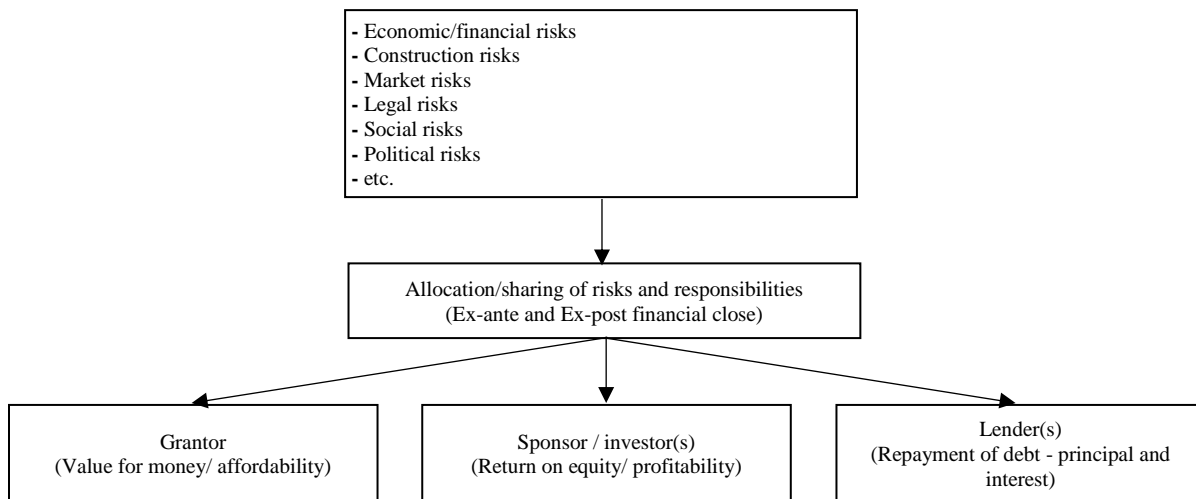 - Economic/financial risks
- Construction risks
- Market risks
- Legal risks
- Social risks
- Political risks
- etc.
Allocation/sharing of risks and responsibilities
(Ex-ante and Ex-post financial close)
Grantor
(Value for money/ affordability)
Sponsor / investor(s)
(Return on equity/ profitability)
Lender(s)
(Repayment of debt - principal and
interest)